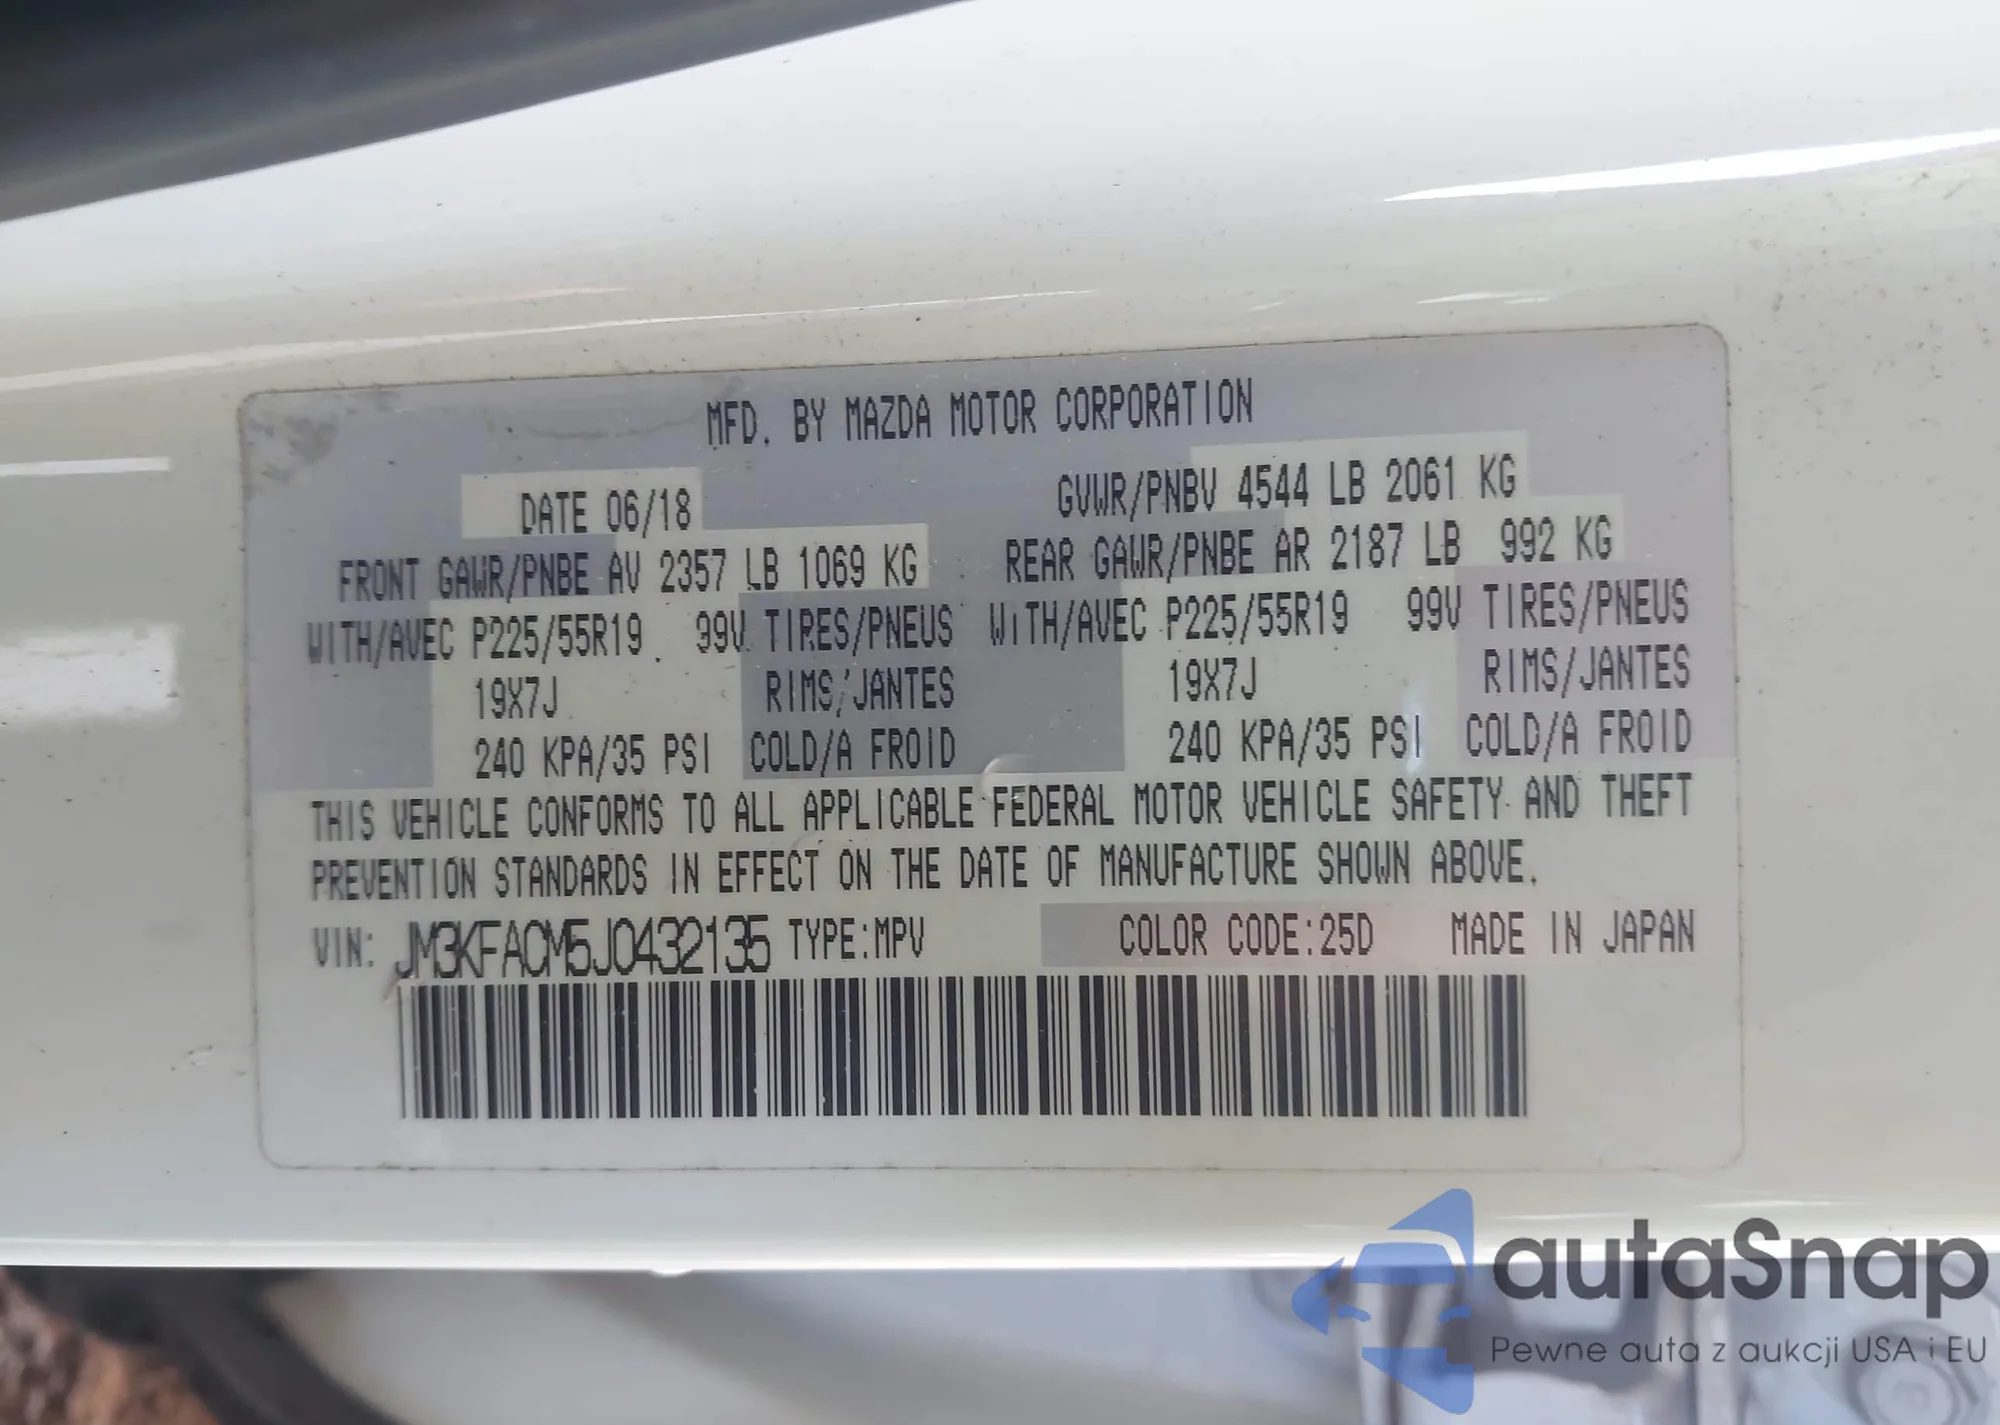 MFD. BY MAZDA MOTOR CORPORATION
DATE 06/18 GVWR/PNBV 4544 LB 2061 KG
FRONT GAWR/PNBE AV 2357 LB 1069 KG REAR GAWR/PNBE AR 2187 LB 992 KG
WITH/AVEC P225/55R19 99V TIRES/PNEUS WITH/AVEC P225/55R19 99V TIRES/PNEUS
19X7J RIMS/JANTES 19X7J RIMS/JANTES
240 KPA/35 PSI COLD/A FROID 240 KPA/35 PSI COLD/A FROID
THIS VEHICLE CONFORMS TO ALL APPLICABLE FEDERAL MOTOR VEHICLE SAFETY AND THEFT
PREVENTION STANDARDS IN EFFECT ON THE DATE OF MANUFACTURE SHOWN ABOVE.
VIN: JM3KFACM5J0432135 TYPE:MPV COLOR CODE:25D MADE IN JAPAN
autaSnap
Pewne auta z aukcji USA i EU